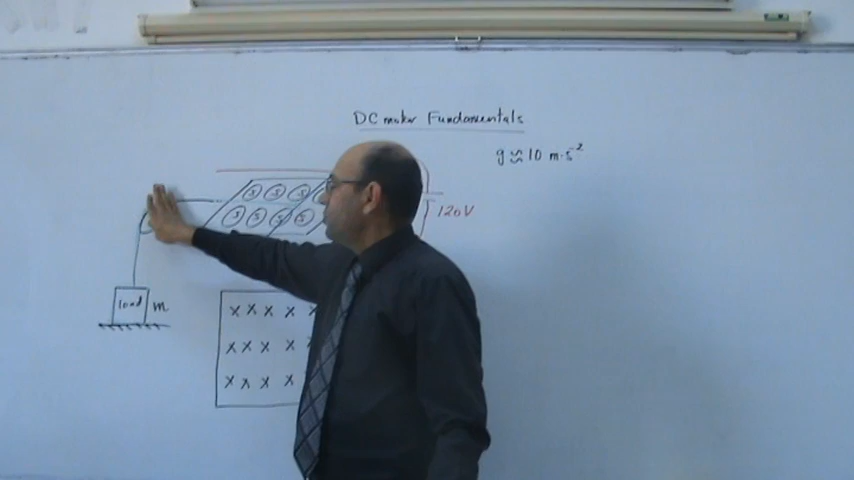 DC motor Fundamentals
g ≈ 10 m·s⁻²
S S S
120V
S S S S
load m
X X X X X
X X X X
X X X X